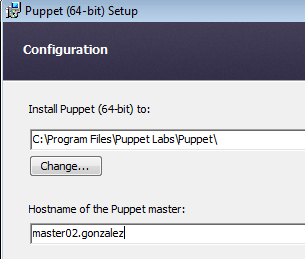 Puppet (64-bit) Setup
Configuration
Install Puppet (64-bit) to:
C:\Program Files\Puppet Labs\Puppet\
Change...
Hostname of the Puppet master:
master02.gonzalez